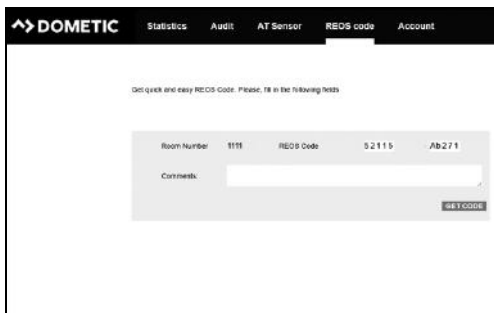 DOMETIC Statistics Audit AT Sensor REOS code Account
Get quick and easy REOS Code. Please, fill in the following fields
Room Number 1111 REOS Code 52115 Ab271
Comments:
GET CODE